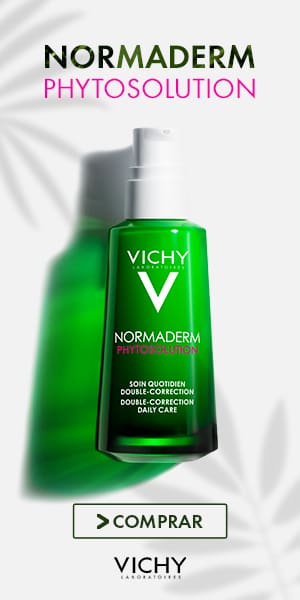 NORMADERM
PHYTOSOLUTION
VICHY
LABORATOIRES
V
NORMADERM
PHYTOSOLUTION
SOIN QUOTIDIEN
DOUBLE-CORRECTION
DOUBLE-CORRECTION
DAILY CARE
> COMPRAR
VICHY
LABORATOIRES